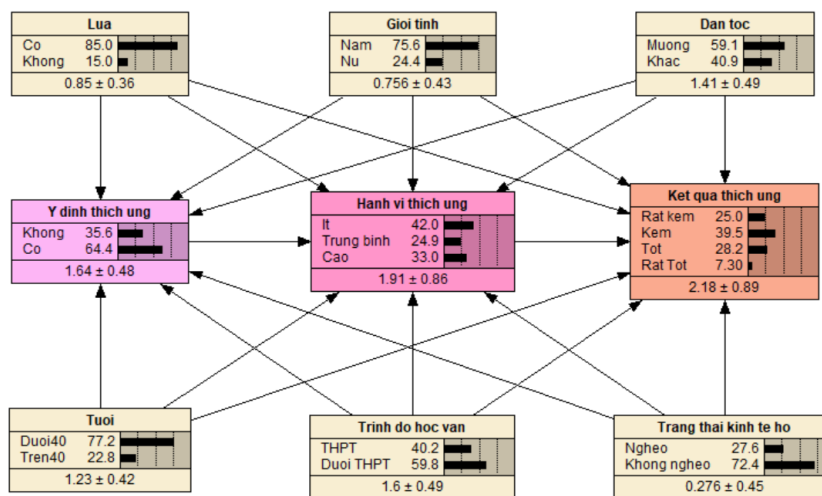 Lua
Co 85.0
Khong 15.0
0.85 ± 0.36
Gioi tinh
Nam 75.6
Nu 24.4
0.756 ± 0.43
Dan toc
Muong 59.1
Khac 40.9
1.41 ± 0.49
Y dinh thich ung
Khong 35.6
Co 64.4
1.64 ± 0.48
Hanh vi thich ung
It 42.0
Trung binh 24.9
Cao 33.0
1.91 ± 0.86
Ket qua thich ung
Rat kem 25.0
Kem 39.5
Tot 28.2
Rat Tot 7.30
2.18 ± 0.89
Tuoi
Duoi40 77.2
Tren40 22.8
1.23 ± 0.42
Trinh do hoc van
THPT 40.2
Duoi THPT 59.8
1.6 ± 0.49
Trang thai kinh te ho
Ngheo 27.6
Khong ngheo 72.4
0.276 ± 0.45